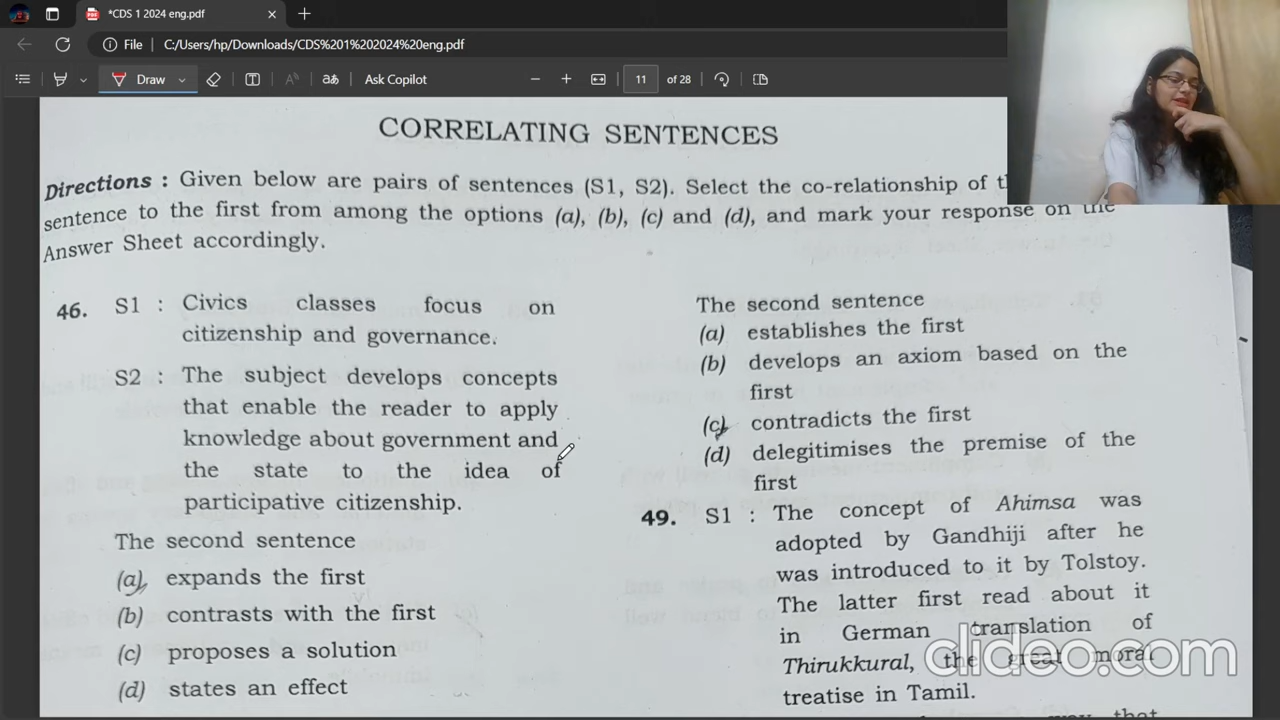 *CDS 1 2024 eng.pdf
File
C:/Users/hp/Downloads/CDS%201%202024%20eng.pdf
Draw
aあ
Ask Copilot
11
of 28
CORRELATING SENTENCES
Directions : Given below are pairs of sentences (S1, S2). Select the co-relationship of
sentence to the first from among the options (a), (b), (c) and (d), and mark your response on the
Answer Sheet accordingly.
46. S1 : Civics classes focus on
citizenship and governance.
S2 : The subject develops concepts
that enable the reader to apply
knowledge about government and
the state to the idea of
participative citizenship.
The second sentence
(a) expands the first
(b) contrasts with the first
(c) proposes a solution
(d) states an effect
The second sentence
(a) establishes the first
(b) develops an axiom based on the
first
(c) contradicts the first
(d) delegitimises the premise of the
first
49. S1 : The concept of Ahimsa was
adopted by Gandhiji after he
was introduced to it by Tolstoy.
The latter first read about it
in German translation of
Thirukkural, the great moral
treatise in Tamil.
that
clideo.com